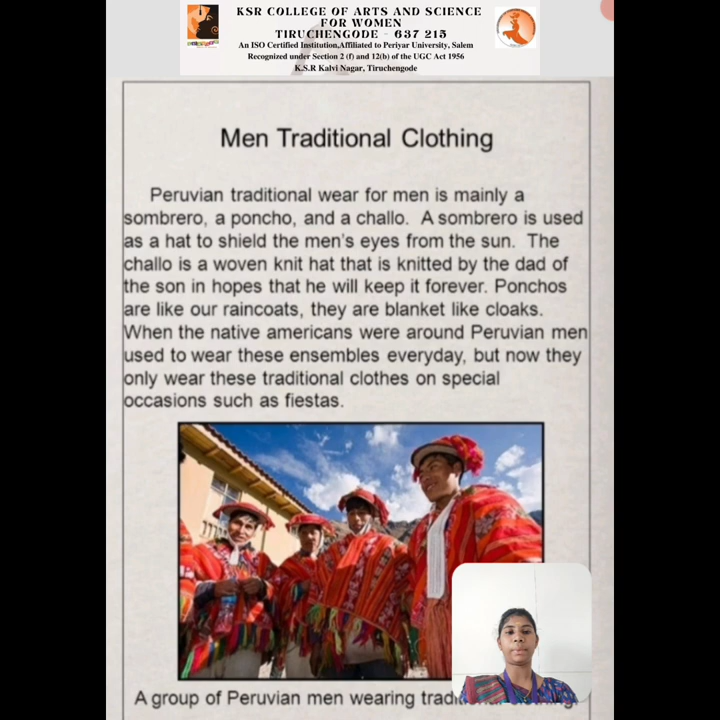 KSR COLLEGE OF ARTS AND SCIENCE
FOR WOMEN
TIRUCHENGODE - 637 215
An ISO Certified Institution,Affiliated to Periyar University, Salem
Recognized under Section 2 (f) and 12(b) of the UGC Act 1956
K.S.R Kalvi Nagar, Tiruchengode
Men Traditional Clothing
Peruvian traditional wear for men is mainly a
sombrero, a poncho, and a challo. A sombrero is used
as a hat to shield the men's eyes from the sun. The
challo is a woven knit hat that is knitted by the dad of
the son in hopes that he will keep it forever. Ponchos
are like our raincoats, they are blanket like cloaks.
When the native americans were around Peruvian men
used to wear these ensembles everyday, but now they
only wear these traditional clothes on special
occasions such as fiestas.
A group of Peruvian men wearing